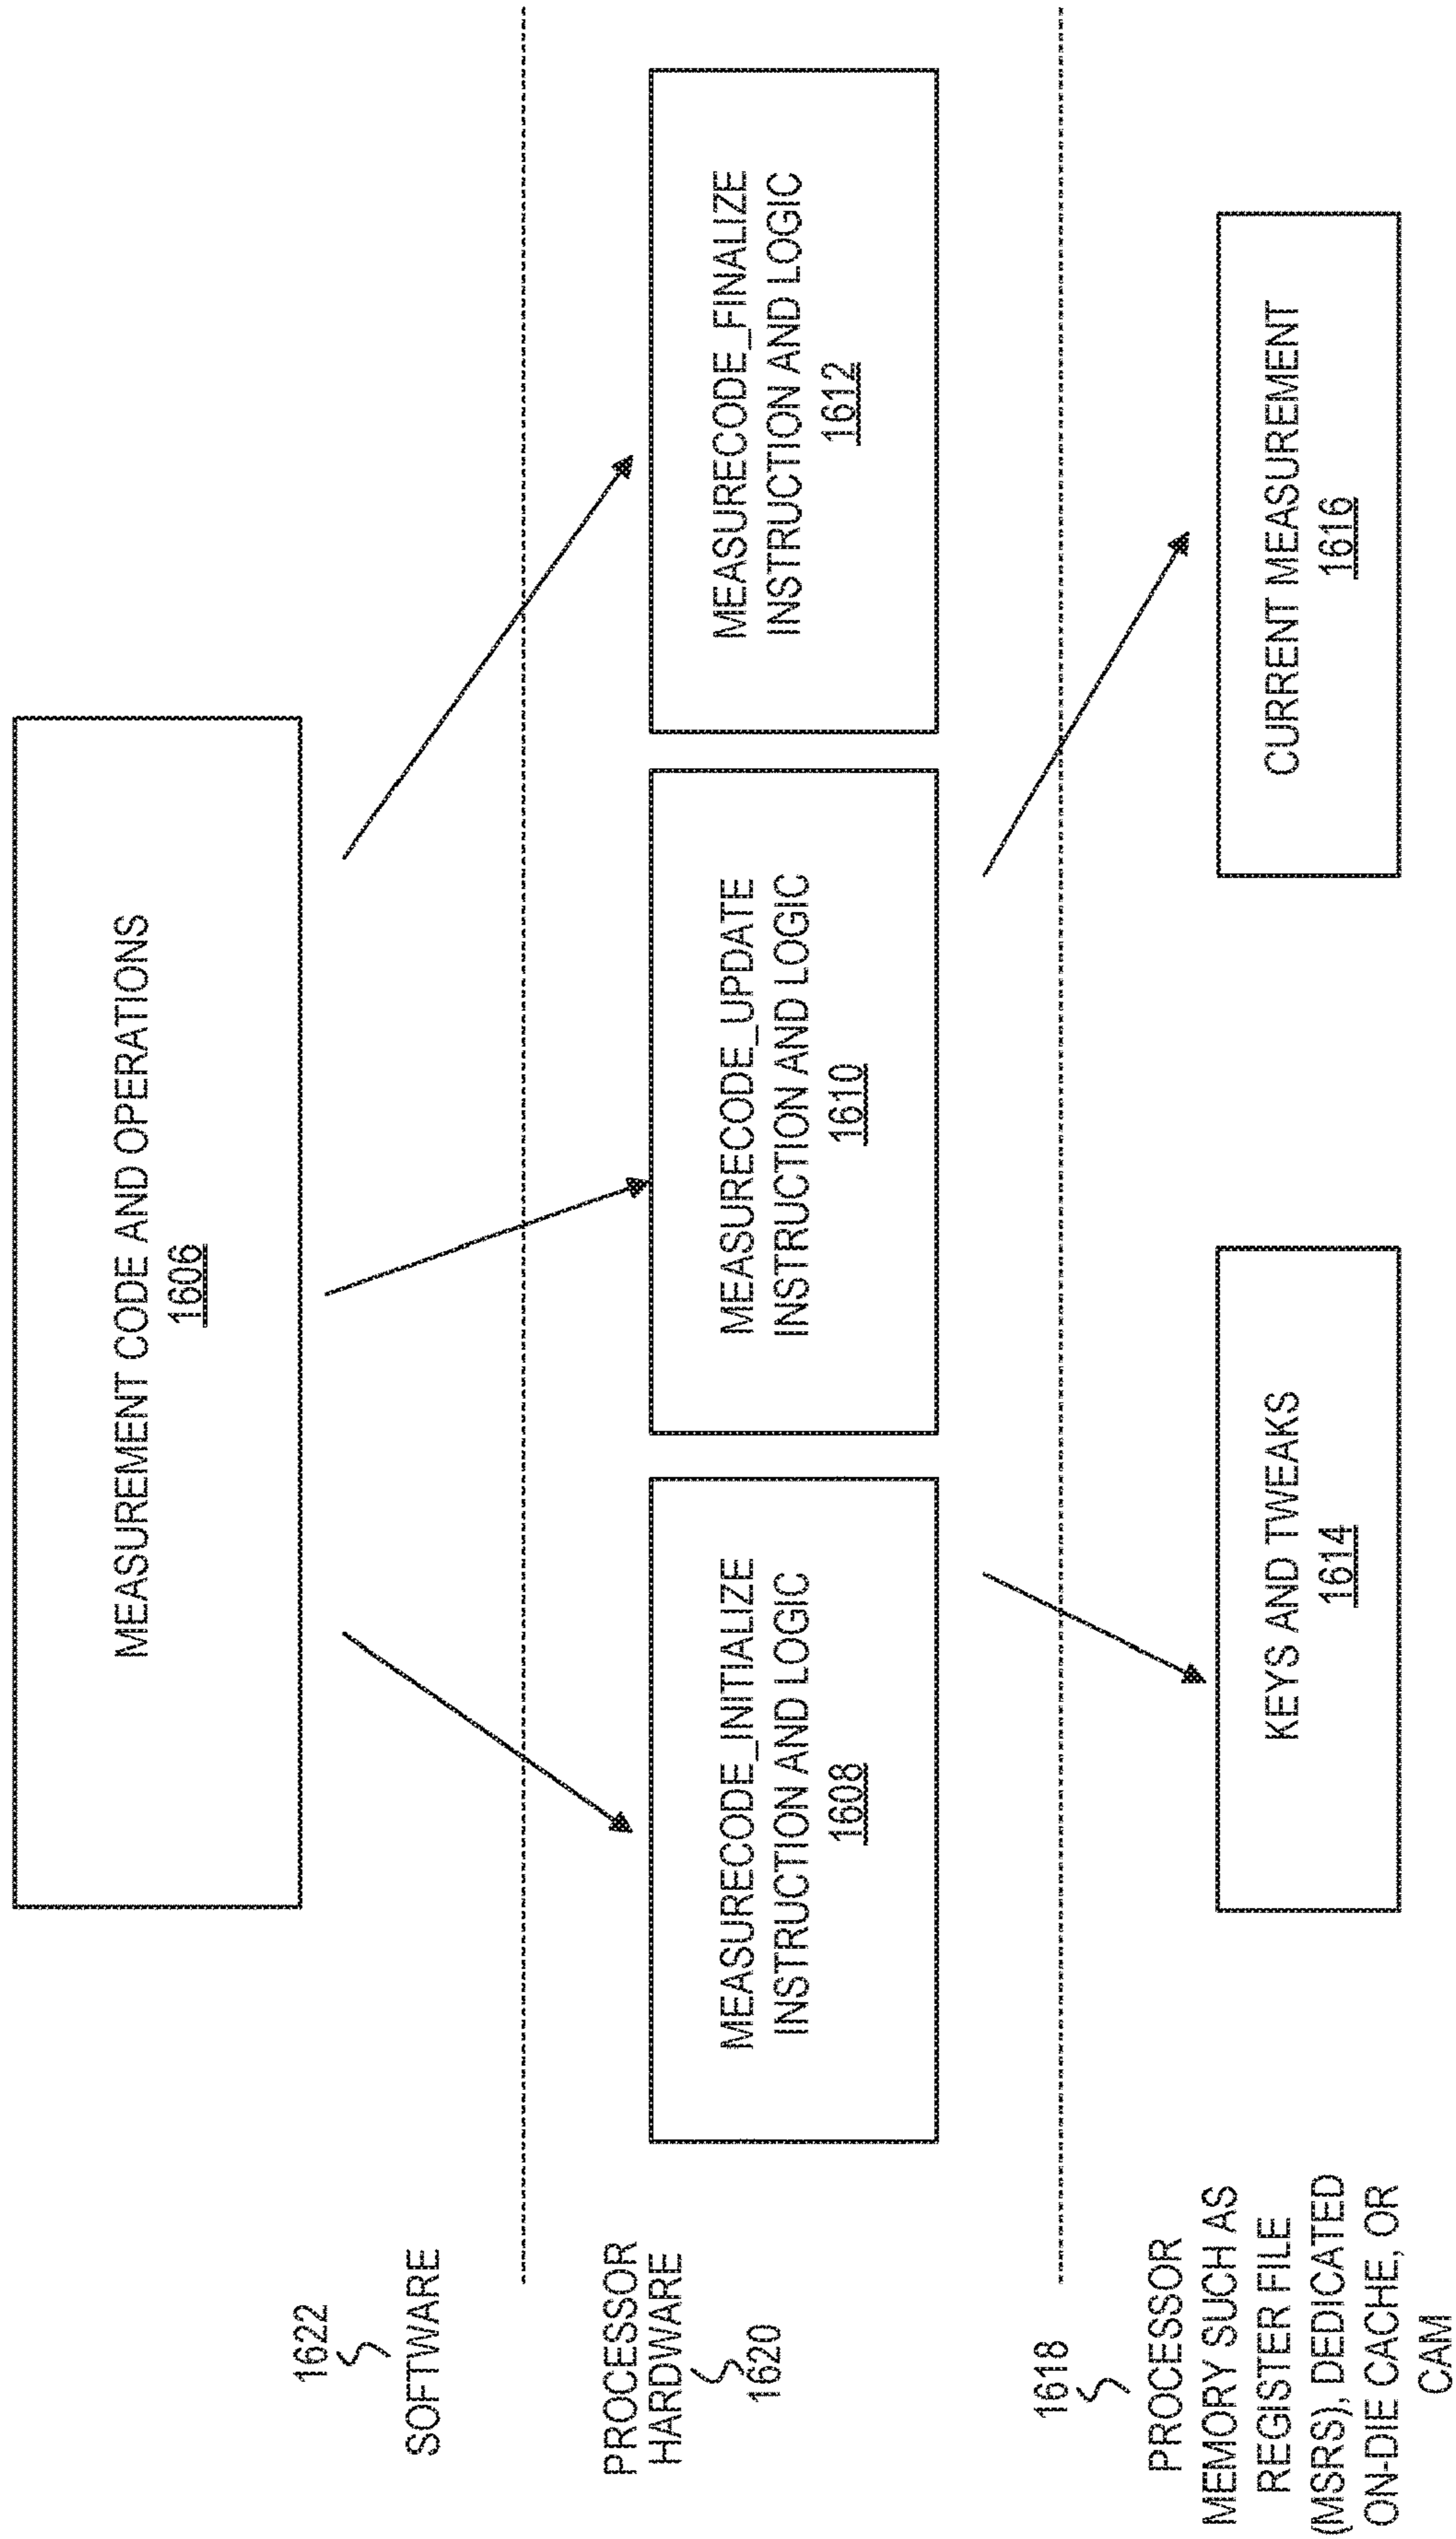 MEASUREMENT CODE AND OPERATIONS
1606
1622
SOFTWARE
PROCESSOR
HARDWARE
1620
MEASURECODE_INITIALIZE
INSTRUCTION AND LOGIC
1608
MEASURECODE_UPDATE
INSTRUCTION AND LOGIC
1610
MEASURECODE_FINALIZE
INSTRUCTION AND LOGIC
1612
1618
PROCESSOR
MEMORY SUCH AS
REGISTER FILE
(MSRS), DEDICATED
ON-DIE CACHE, OR
CAM
KEYS AND TWEAKS
1614
CURRENT MEASUREMENT
1616